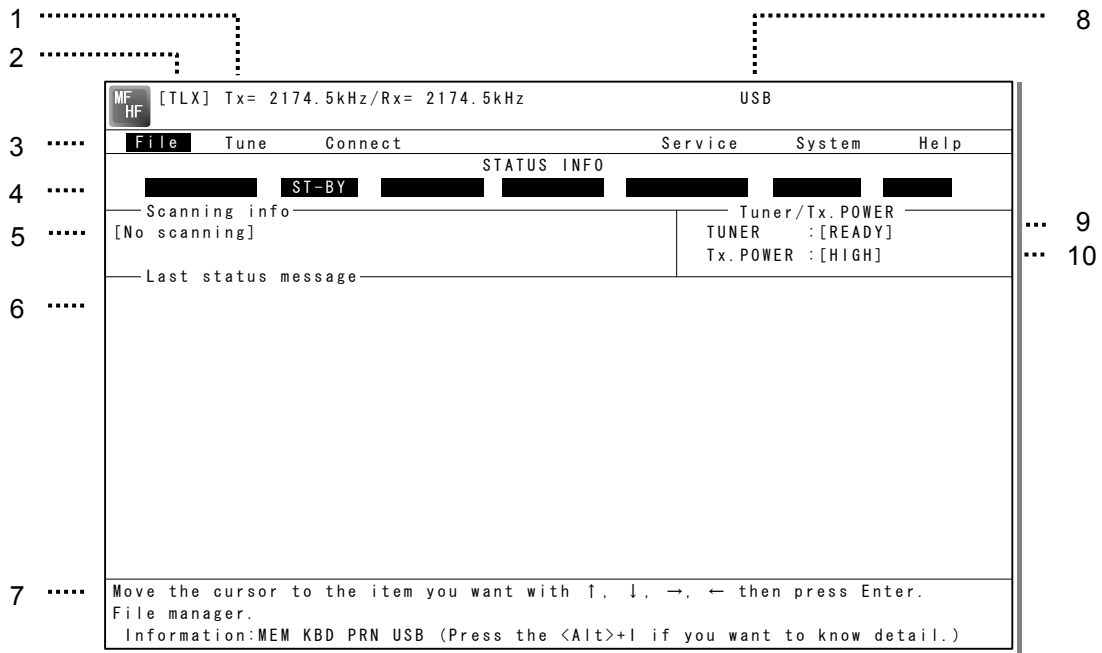 1
8
2
MF HF [TLX] Tx= 2174.5kHz/Rx= 2174.5kHz USB
3
File Tune Connect Service System Help
STATUS INFO
4
ST-BY
Scanning info Tuner/Tx.POWER
5
[No scanning] TUNER :[READY]
9
Tx.POWER :[HIGH]
10
Last status message
6
7
Move the cursor to the item you want with ↑, ↓, →, ← then press Enter.
File manager.
Information:MEM KBD PRN USB (Press the <Alt>+I if you want to know detail.)